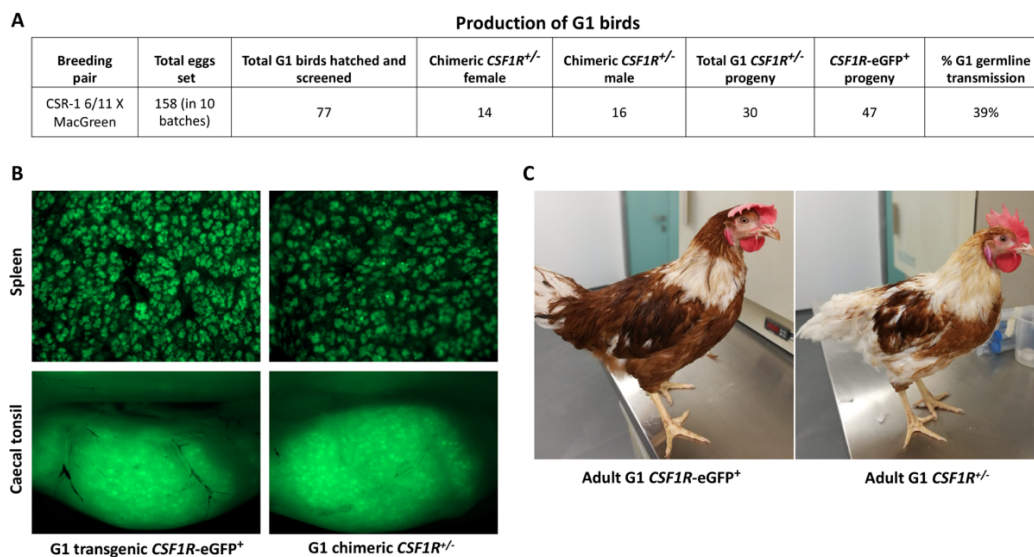 A
Production of G1 birds
Breeding pair
Total eggs set
Total G1 birds hatched and screened
Chimeric CSF1R+/- female
Chimeric CSF1R+/- male
Total G1 CSF1R+/- progeny
CSF1R-eGFP+ progeny
% G1 germline transmission
CSR-1 6/11 X MacGreen
158 (in 10 batches)
77
14
16
30
47
39%
B
C
Spleen
Caecal tonsil
G1 transgenic CSF1R-eGFP+
G1 chimeric CSF1R+/-
Adult G1 CSF1R-eGFP+
Adult G1 CSF1R+/-